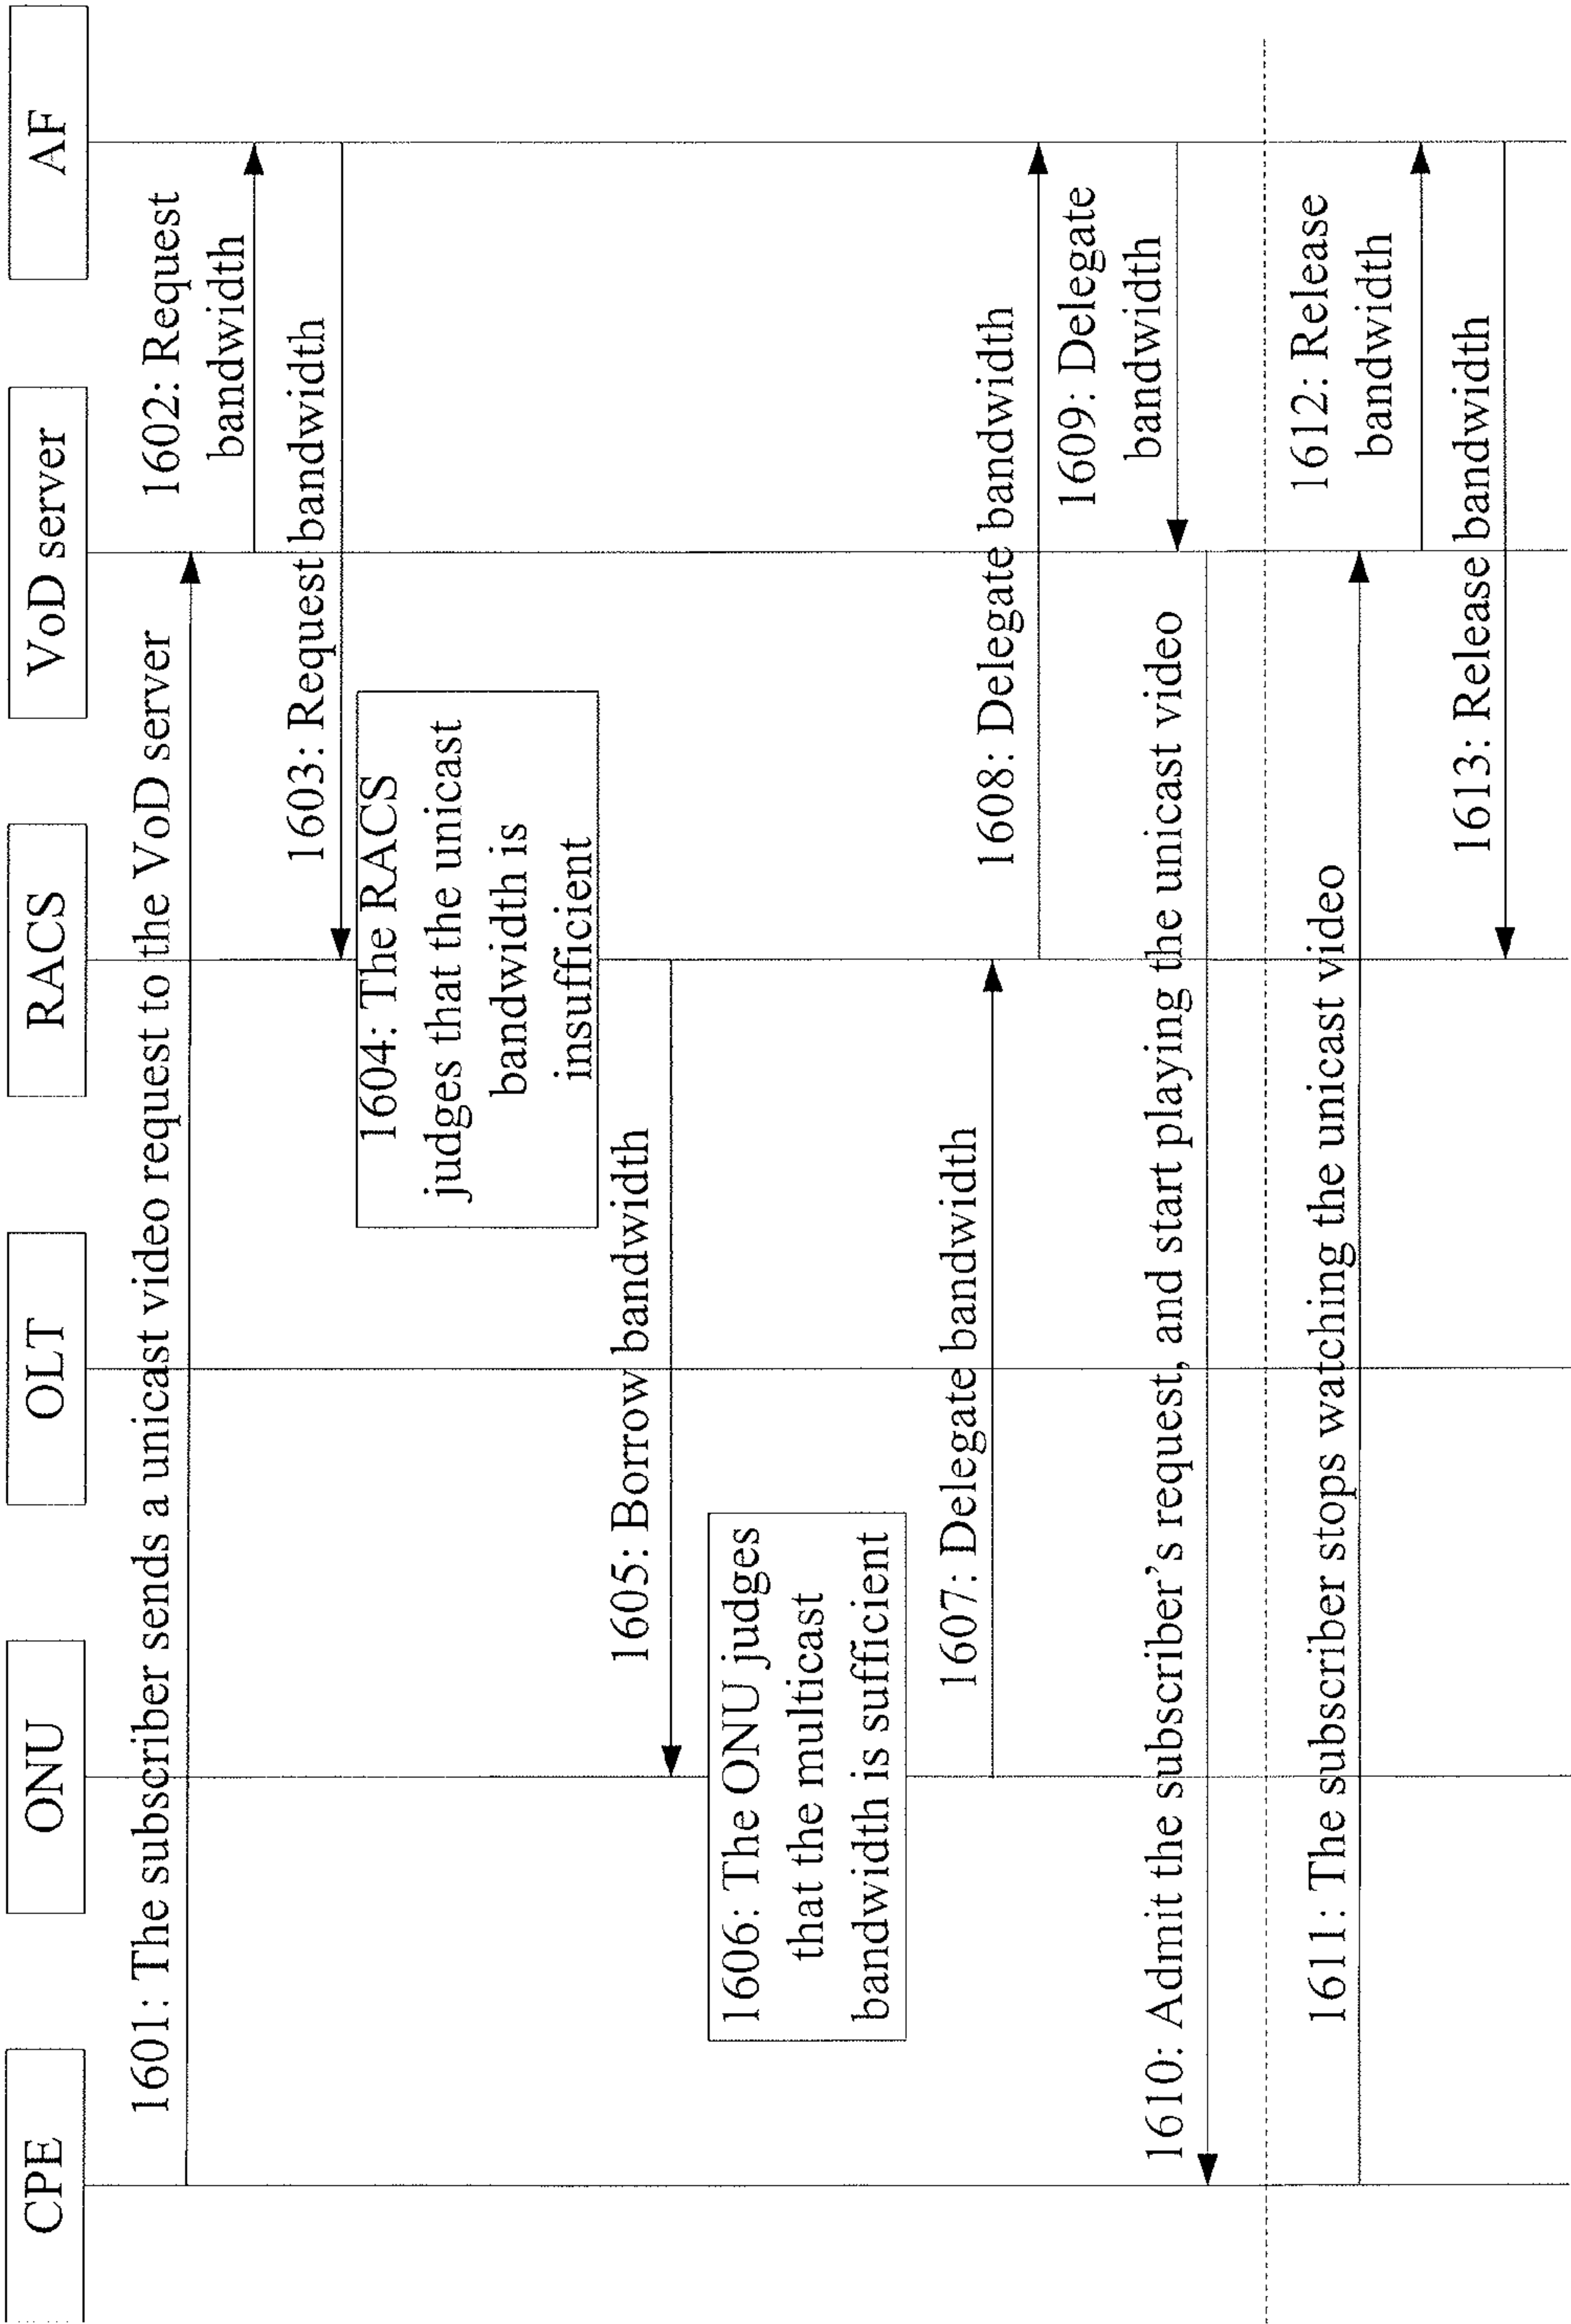 CPE
ONU
OLT
RACS
VoD server
AF
1601: The subscriber sends a unicast video request to the VoD server
1602: Request
bandwidth
1603: Request bandwidth
1604: The RACS
judges that the unicast
bandwidth is
insufficient
1605: Borrow bandwidth
1606: The ONU judges
that the multicast
bandwidth is sufficient
1607: Delegate bandwidth
1608: Delegate bandwidth
1609: Delegate
bandwidth
1610: Admit the subscriber's request, and start playing the unicast video
1611: The subscriber stops watching the unicast video
1612: Release
bandwidth
1613: Release bandwidth